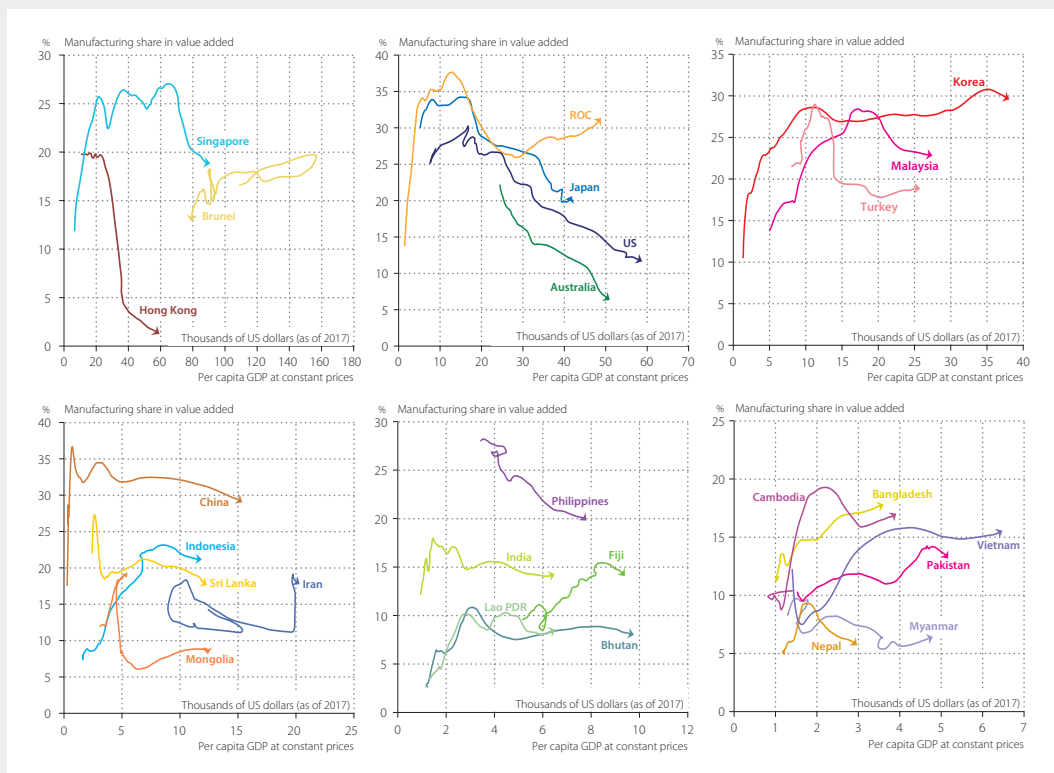 % Manufacturing share in value added
30
25
20
15
10
5
0
Singapore
Brunei
Hong Kong
Thousands of US dollars (as of 2017)
0 20 40 60 80 100 120 140 160 180
Per capita GDP at constant prices
% Manufacturing share in value added
40
35
30
25
20
15
10
5
0
ROC
Japan
US
Australia
Thousands of US dollars (as of 2017)
0 10 20 30 40 50 60 70
Per capita GDP at constant prices
% Manufacturing share in value added
35
30
25
20
15
10
5
0
Korea
Malaysia
Turkey
Thousands of US dollars (as of 2017)
0 5 10 15 20 25 30 35 40
Per capita GDP at constant prices
% Manufacturing share in value added
40
35
30
25
20
15
10
5
0
China
Indonesia
Sri Lanka
Iran
Mongolia
Thousands of US dollars (as of 2017)
0 5 10 15 20 25
Per capita GDP at constant prices
% Manufacturing share in value added
30
25
20
15
10
5
0
Philippines
India
Fiji
Lao PDR
Bhutan
Thousands of US dollars (as of 2017)
0 2 4 6 8 10 12
Per capita GDP at constant prices
% Manufacturing share in value added
25
20
15
10
5
0
Cambodia
Bangladesh
Vietnam
Pakistan
Myanmar
Nepal
Thousands of US dollars (as of 2017)
0 1 2 3 4 5 6 7
Per capita GDP at constant prices